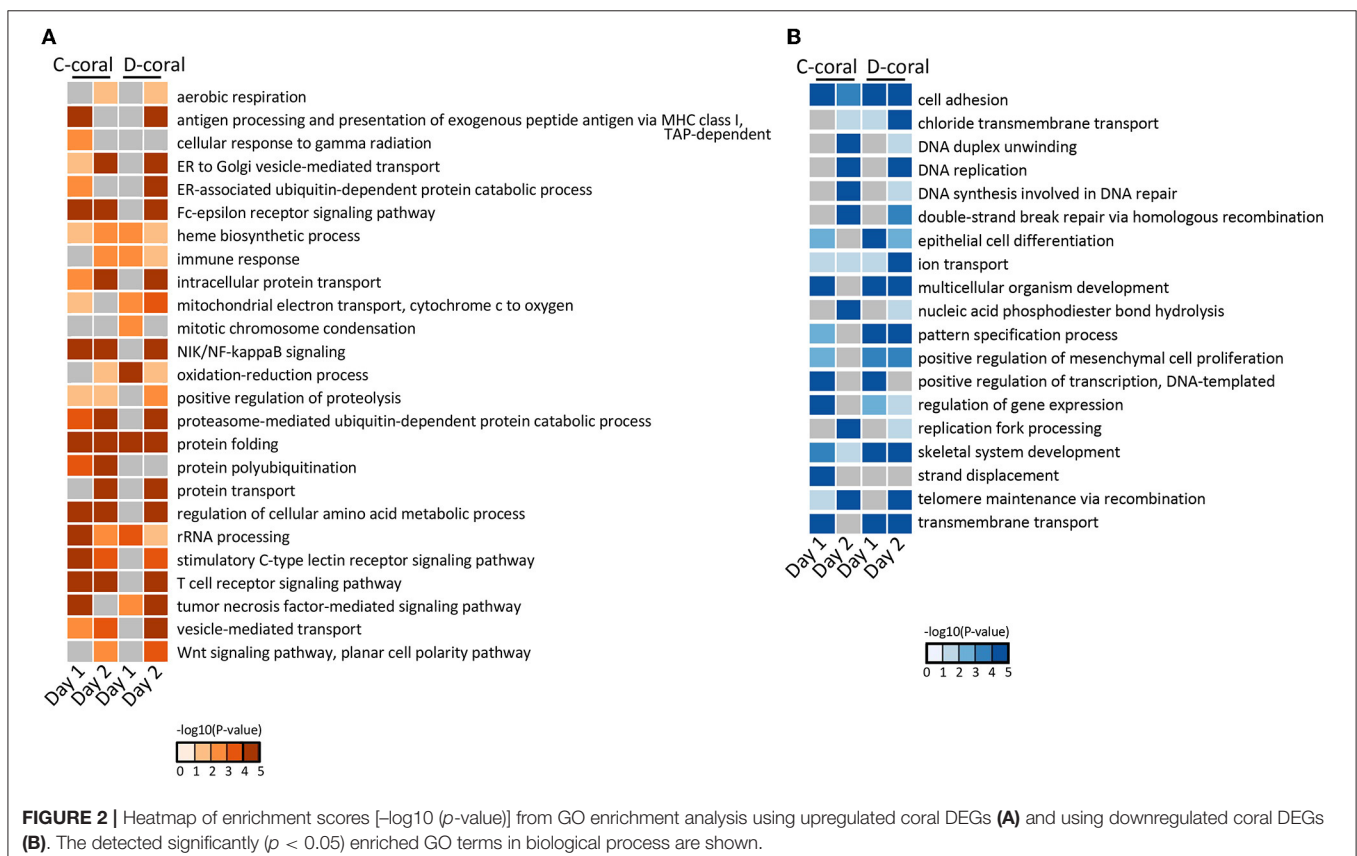 A
C-coral D-coral
aerobic respiration
antigen processing and presentation of exogenous peptide antigen via MHC class I,
TAP-dependent
cellular response to gamma radiation
ER to Golgi vesicle-mediated transport
ER-associated ubiquitin-dependent protein catabolic process
Fc-epsilon receptor signaling pathway
heme biosynthetic process
immune response
intracellular protein transport
mitochondrial electron transport, cytochrome c to oxygen
mitotic chromosome condensation
NIK/NF-kappaB signaling
oxidation-reduction process
positive regulation of proteolysis
proteasome-mediated ubiquitin-dependent protein catabolic process
protein folding
protein polyubiquitination
protein transport
regulation of cellular amino acid metabolic process
rRNA processing
stimulatory C-type lectin receptor signaling pathway
T cell receptor signaling pathway
tumor necrosis factor-mediated signaling pathway
vesicle-mediated transport
Wnt signaling pathway, planar cell polarity pathway
Day 1 Day 2 Day 1 Day 2
-log10(P-value)
0 1 2 3 4 5
B
C-coral D-coral
cell adhesion
chloride transmembrane transport
DNA duplex unwinding
DNA replication
DNA synthesis involved in DNA repair
double-strand break repair via homologous recombination
epithelial cell differentiation
ion transport
multicellular organism development
nucleic acid phosphodiester bond hydrolysis
pattern specification process
positive regulation of mesenchymal cell proliferation
positive regulation of transcription, DNA-templated
regulation of gene expression
replication fork processing
skeletal system development
strand displacement
telomere maintenance via recombination
transmembrane transport
Day 1 Day 2 Day 1 Day 2
-log10(P-value)
0 1 2 3 4 5
FIGURE 2 | Heatmap of enrichment scores [–log10 (p-value)] from GO enrichment analysis using upregulated coral DEGs (A) and using downregulated coral DEGs
(B). The detected significantly (p < 0.05) enriched GO terms in biological process are shown.